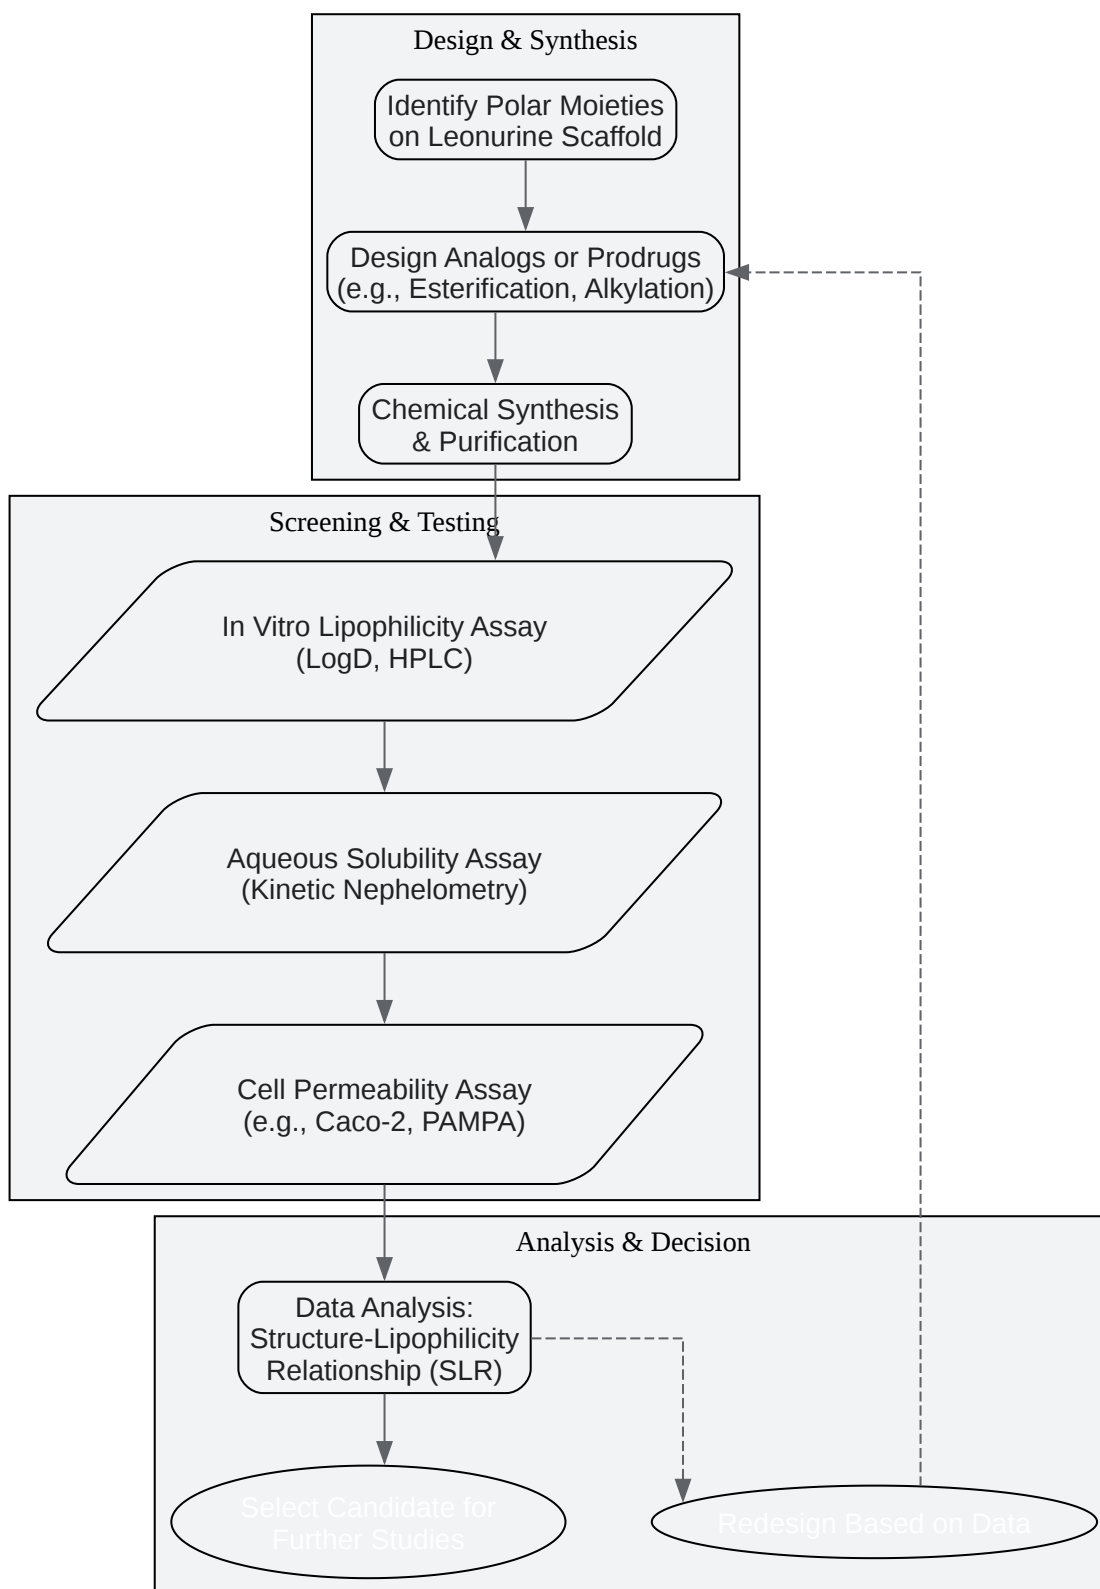 Design & Synthesis
Identify Polar Moieties
on Leonurine Scaffold
Design Analogs or Prodrugs
(e.g., Esterification, Alkylation)
Chemical Synthesis
& Purification
Screening & Testing
In Vitro Lipophilicity Assay
(LogD, HPLC)
Aqueous Solubility Assay
(Kinetic Nephelometry)
Cell Permeability Assay
(e.g., Caco-2, PAMPA)
Analysis & Decision
Data Analysis:
Structure-Lipophilicity
Relationship (SLR)
Select Candidate for
Further Studies
Redesign Based on Data